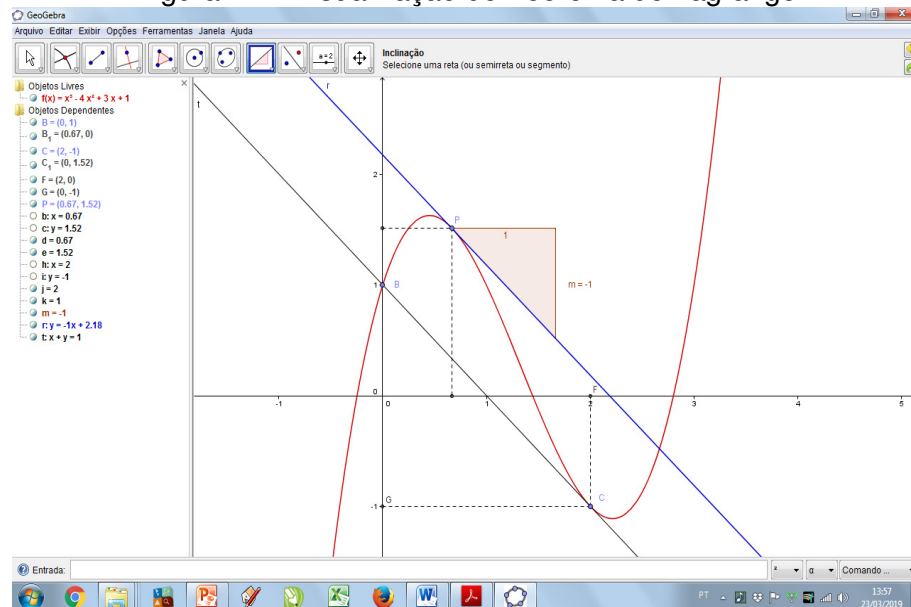 GeoGebra
Arquivo Editar Exibir Opções Ferramentas Janela Ajuda
a=2
Inclinação
Selecione uma reta (ou semirreta ou segmento)
Objetos Livres
f(x) = x³ - 4 x² + 3 x + 1
Objetos Dependentes
B = (0, 1)
B₁ = (0.67, 0)
C = (2, -1)
C₁ = (0, 1.52)
F = (2, 0)
G = (0, -1)
P = (0.67, 1.52)
b: x = 0.67
c: y = 1.52
d = 0.67
e = 1.52
h: x = 2
i: y = -1
j = 2
k = 1
m = -1
r: y = -1x + 2.18
t: x + y = 1
t
r
2
P
1
m = -1
1
B
0
F
-1
0
1
2
3
4
5
G
C
-1
Entrada:
²
α
Comando ...
PT
13:57
23/03/2019